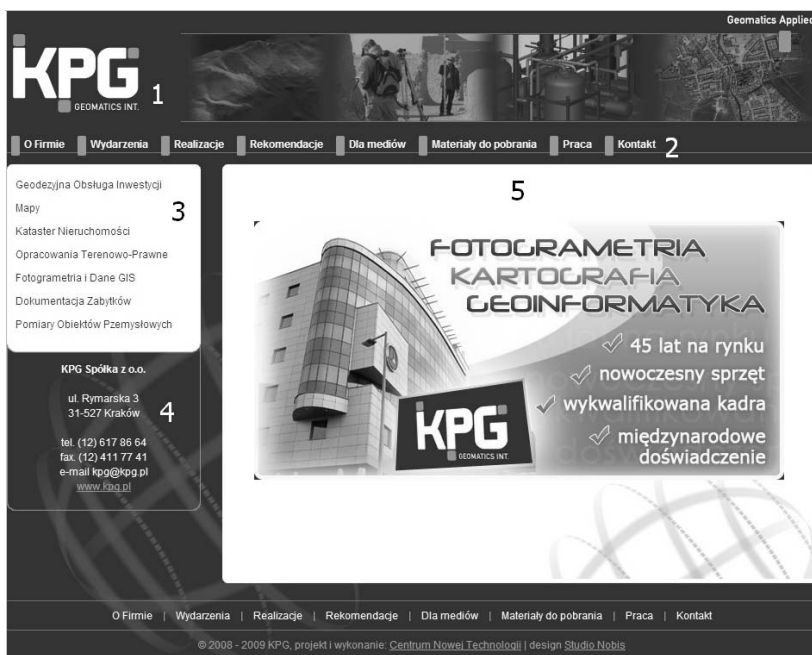 Geomatics Applied
KPG
GEOMATICS INT.
1
O Firmie Wydarzenia Realizacje Rekomendacje Dla mediów Materiały do pobrania Praca Kontakt 2
Geodezyjna Obsługa Inwestycji
Mapy
3
Kataster Nieruchomości
Opracowania Terenowo-Prawne
Fotogrametria i Dane GIS
Dokumentacja Zabytków
Pomiary Obiektów Pzemysłowych
KPG Spółka z o.o.
ul. Rymarska 3
31-527 Kraków
4
tel. (12) 617 86 64
fax. (12) 411 77 41
e-mail kpg@kpg.pl
www.kpg.pl
5
FOTOGRAMETRIA
KARTOGRAFIA
GEOINFORMATYKA
45 lat na rynku
nowoczesny sprzęt
wykwalifikowana kadra
międzynarodowe
doświadczenie
KPG
GEOMATICS INT.
O Firmie | Wydarzenia | Realizacje | Rekomendacje | Dla mediów | Materiały do pobrania | Praca | Kontakt
© 2008 - 2009 KPG, projekt i wykonanie: Centrum Nowej Technologii | design Studio Nobis